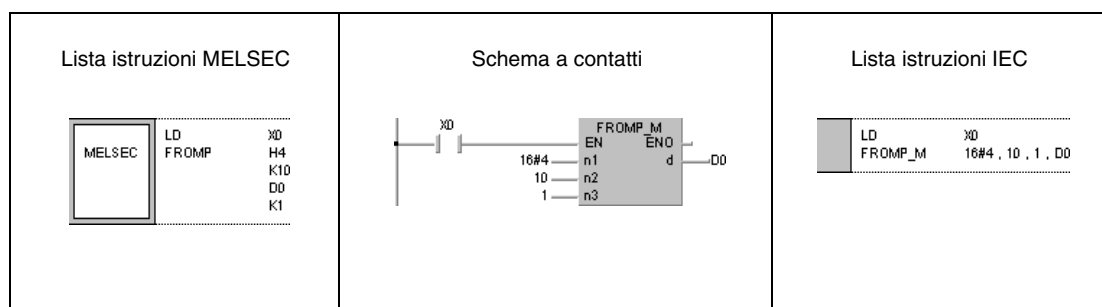 Lista istruzioni MELSEC
MELSEC
LD X0
FROMP H4
K10
D0
K1
Schema a contatti
X0
FROMP_M
EN ENO
16#4 n1 d D0
10 n2
1 n3
Lista istruzioni IEC
LD X0
FROMP_M 16#4 , 10 , 1 , D0